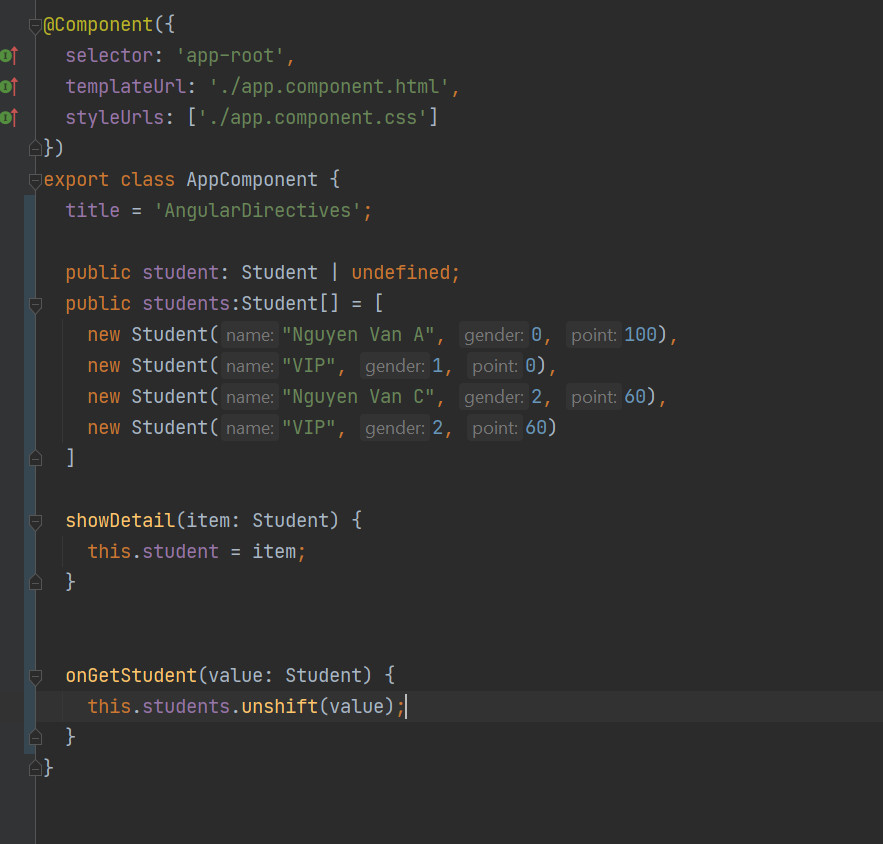 @Component({
  selector: 'app-root',
  templateUrl: './app.component.html',
  styleUrls: ['./app.component.css']
})
export class AppComponent {
  title = 'AngularDirectives';

  public student: Student | undefined;
  public students:Student[] = [
    new Student( name: "Nguyen Van A", gender: 0, point: 100),
    new Student( name: "VIP", gender: 1, point: 0),
    new Student( name: "Nguyen Van C", gender: 2, point: 60),
    new Student( name: "VIP", gender: 2, point: 60)
  ]

  showDetail(item: Student) {
    this.student = item;
  }

  onGetStudent(value: Student) {
    this.students.unshift(value);
  }
}